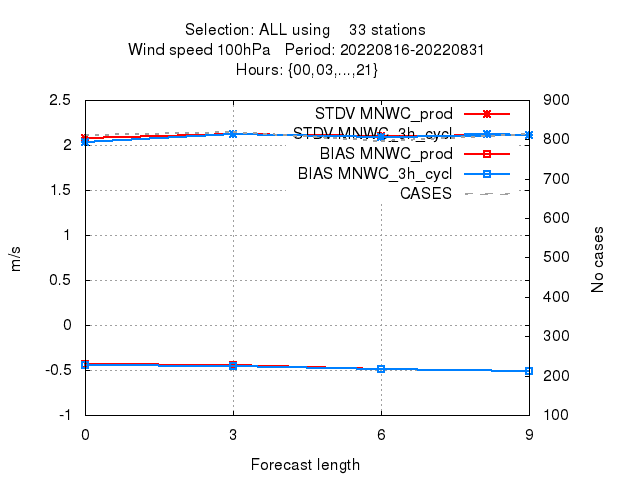 Selection: ALL using    33 stations
Wind speed 100hPa   Period: 20220816-20220831
Hours: {00,03,...,21}
STDV MNWC_prod
STDV MNWC_3h_cycl
BIAS MNWC_prod
BIAS MNWC_3h_cycl
CASES
2.5
2
1.5
1
0.5
0
-0.5
-1
m/s
900
800
700
600
500
400
300
200
100
No cases
0 3 6 9
Forecast length